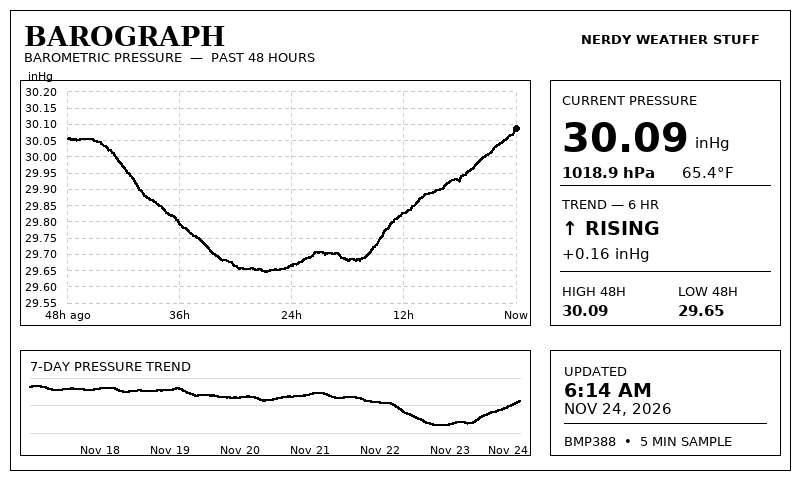 BAROGRAPH
BAROMETRIC PRESSURE — PAST 48 HOURS
NERDY WEATHER STUFF
inHg
30.20
30.15
30.10
30.05
30.00
29.95
29.90
29.85
29.80
29.75
29.70
29.65
29.60
29.55
48h ago 36h 24h 12h Now
CURRENT PRESSURE
30.09 inHg
1018.9 hPa 65.4°F
TREND — 6 HR
↑ RISING
+0.16 inHg
HIGH 48H LOW 48H
30.09 29.65
7-DAY PRESSURE TREND
Nov 18 Nov 19 Nov 20 Nov 21 Nov 22 Nov 23 Nov 24
UPDATED
6:14 AM
NOV 24, 2026
BMP388 • 5 MIN SAMPLE